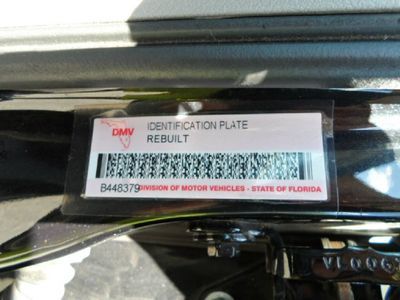 DMV
IDENTIFICATION PLATE
REBUILT
B448379
DIVISION OF MOTOR VEHICLES - STATE OF FLORIDA